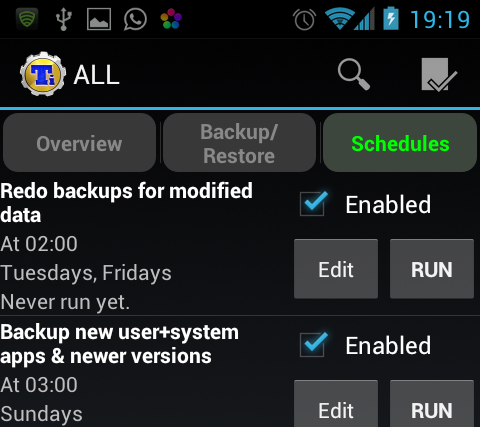 19:19
Ti ALL
Overview
Backup/
Restore
Schedules
Redo backups for modified
data
Enabled
At 02:00
Tuesdays, Fridays
Never run yet.
Edit
RUN
Backup new user+system
apps & newer versions
Enabled
At 03:00
Sundays
Edit
RUN